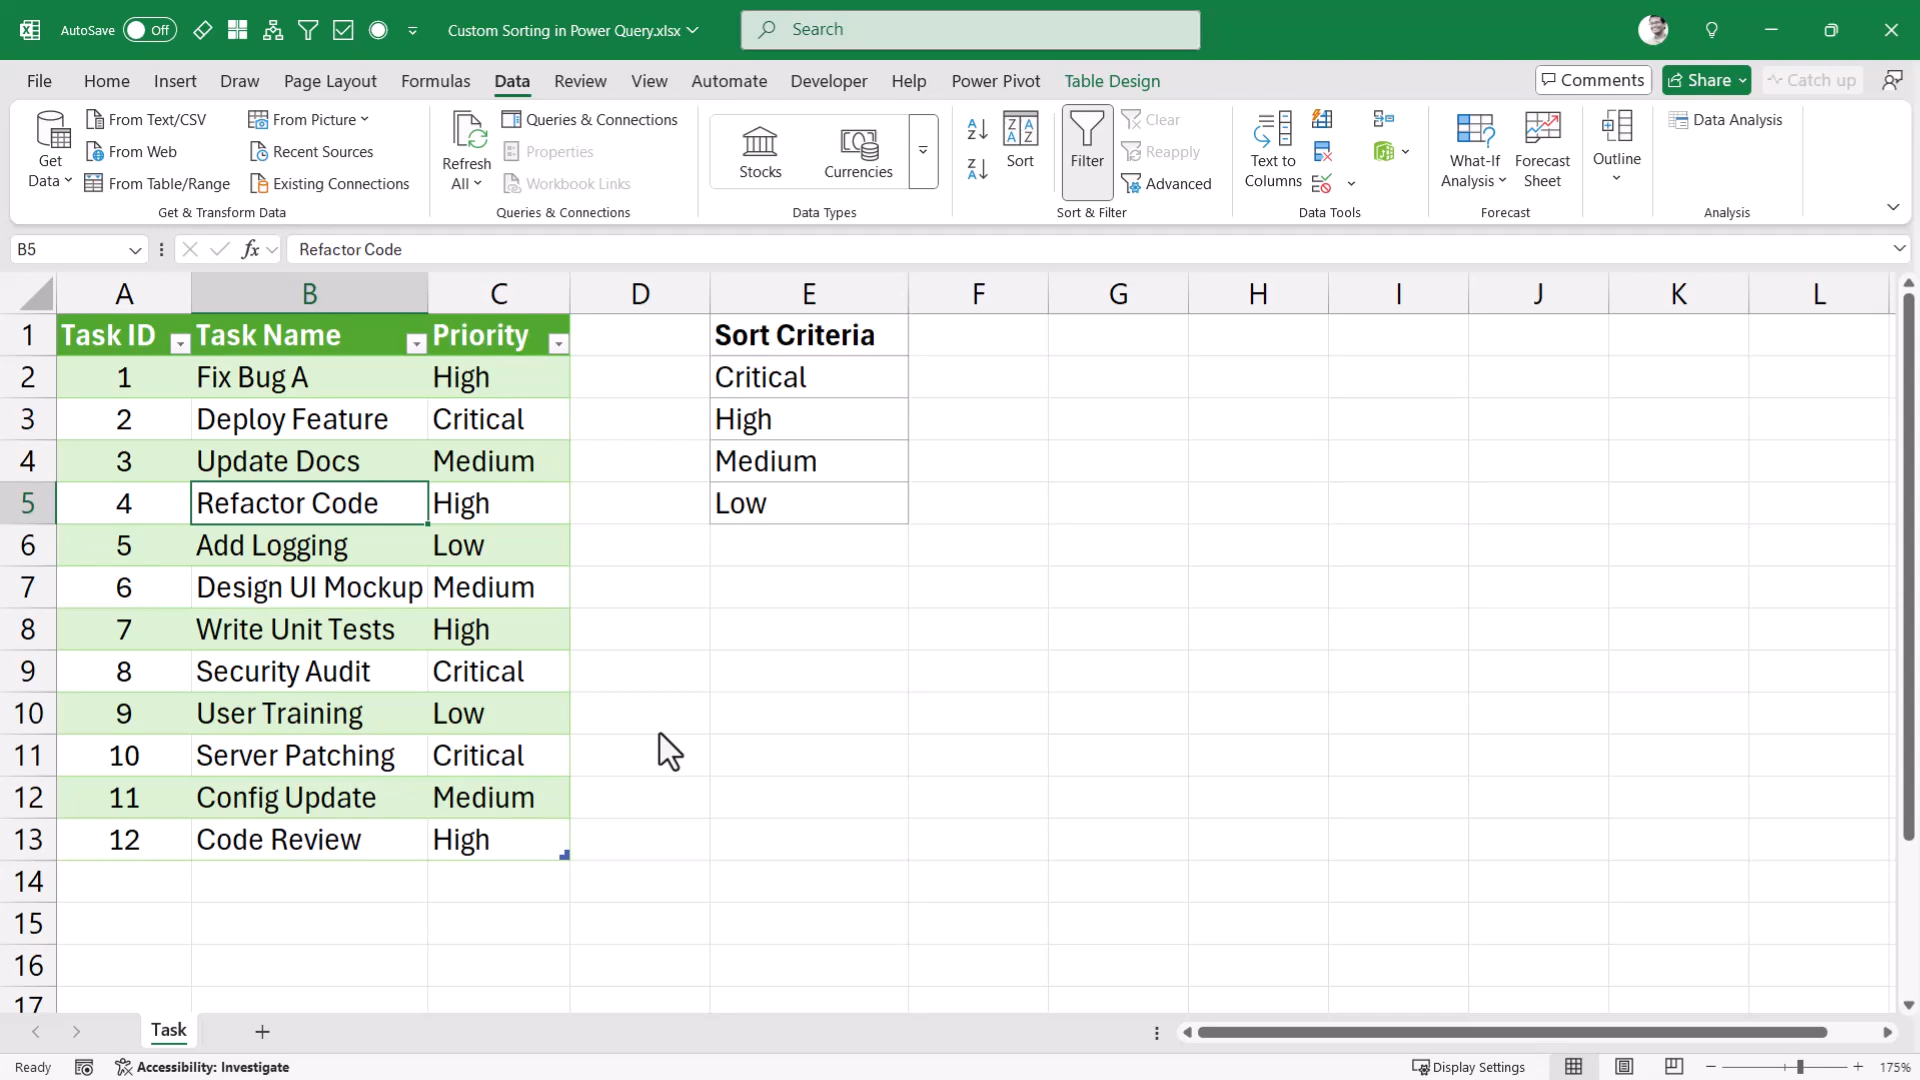 AutoSave Off Custom Sorting in Power Query.xlsx Search
File Home Insert Draw Page Layout Formulas Data Review View Automate Developer Help Power Pivot Table Design Comments Share Catch up
Get Data From Text/CSV From Web From Table/Range From Picture Recent Sources Existing Connections
Refresh All Queries & Connections Properties Workbook Links
Stocks Currencies
Sort Filter Clear Reapply Advanced
Text to Columns
What-If Analysis Forecast Sheet Outline Data Analysis
Get & Transform Data Queries & Connections Data Types Sort & Filter Data Tools Forecast Analysis
B5 fx Refactor Code
A B C D E F G H I J K L
1 Task ID Task Name Priority Sort Criteria
2 1 Fix Bug A High Critical
3 2 Deploy Feature Critical High
4 3 Update Docs Medium Medium
5 4 Refactor Code High Low
6 5 Add Logging Low
7 6 Design UI Mockup Medium
8 7 Write Unit Tests High
9 8 Security Audit Critical
10 9 User Training Low
11 10 Server Patching Critical
12 11 Config Update Medium
13 12 Code Review High
14
15
16
17
Task
Ready Accessibility: Investigate Display Settings 175%